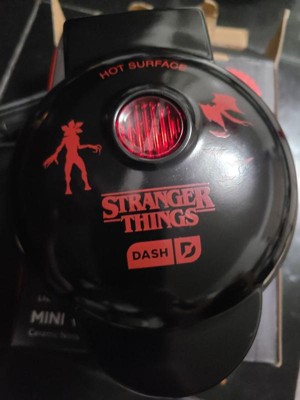 HOT SURFACE
STRANGER
THINGS
DASH
MINI